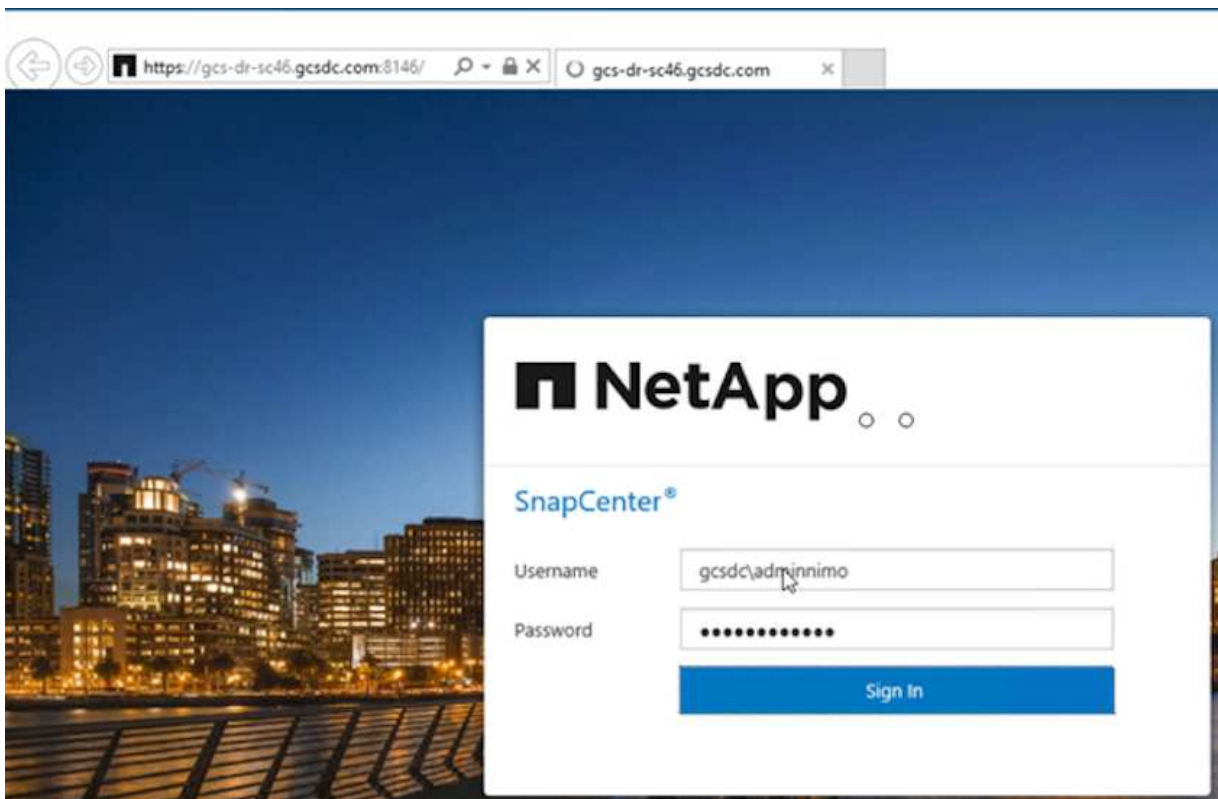 https://gcs-dr-sc46.gcsdc.com:8146/ gcs-dr-sc46.gcsdc.com
NetApp
SnapCenter®
Username gcsdc\adminnimo
Password ●●●●●●●●●●●●
Sign In